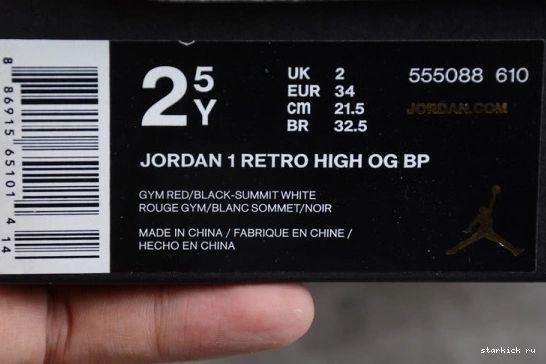 8 86915 65101 4 14
2 5
Y
UK 2
EUR 34
cm 21.5
BR 32.5
555088 610
JORDAN.COM
JORDAN 1 RETRO HIGH OG BP
GYM RED/BLACK-SUMMIT WHITE
ROUGE GYM/BLANC SOMMET/NOIR
MADE IN CHINA / FABRIQUE EN CHINE /
HECHO EN CHINA
starkick ru